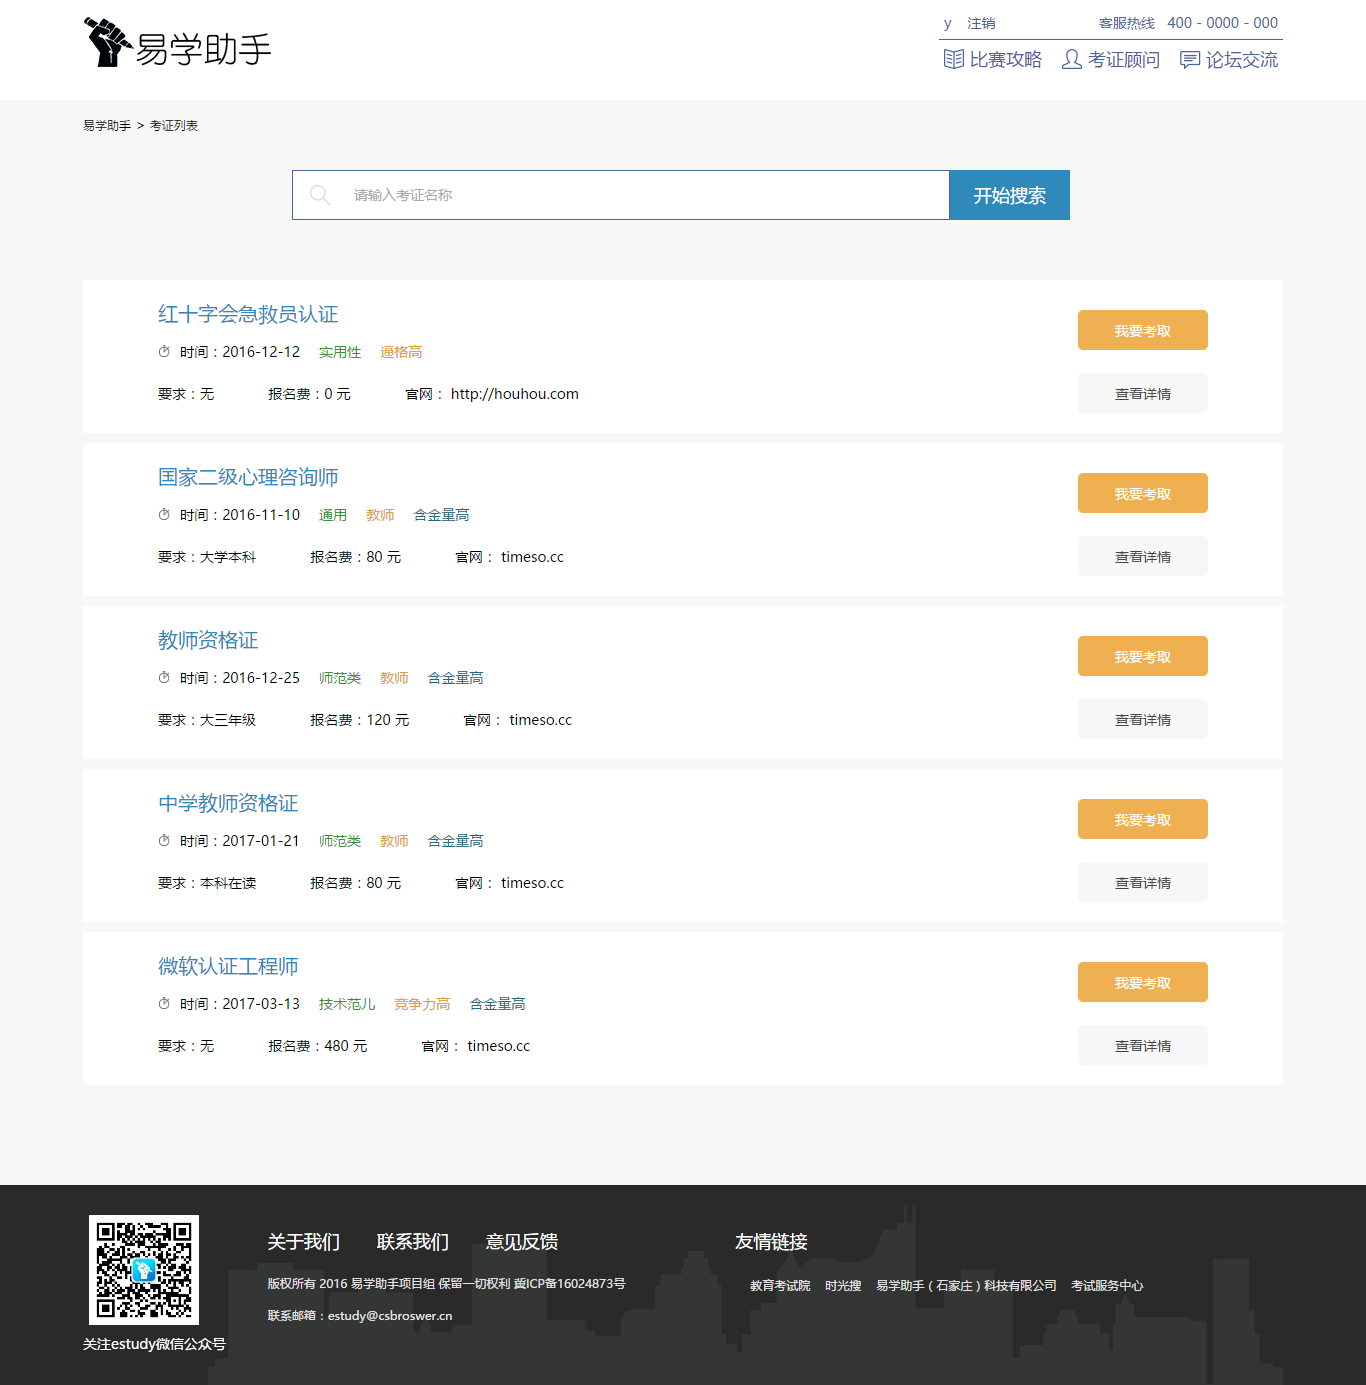 易学助手
y 注销 客服热线 400 - 0000 - 000
比赛攻略 考证顾问 论坛交流
易学助手 > 考证列表
请输入考证名称 开始搜索
红十字会急救员认证
我要考取
时间：2016-12-12 实用性 逼格高
要求：无 报名费：0 元 官网： http://houhou.com
查看详情
国家二级心理咨询师
我要考取
时间：2016-11-10 通用 教师 含金量高
要求：大学本科 报名费：80 元 官网： timeso.cc
查看详情
教师资格证
我要考取
时间：2016-12-25 师范类 教师 含金量高
要求：大三年级 报名费：120 元 官网： timeso.cc
查看详情
中学教师资格证
我要考取
时间：2017-01-21 师范类 教师 含金量高
要求：本科在读 报名费：80 元 官网： timeso.cc
查看详情
微软认证工程师
我要考取
时间：2017-03-13 技术范儿 竞争力高 含金量高
要求：无 报名费：480 元 官网： timeso.cc
查看详情
关于我们 联系我们 意见反馈 友情链接
版权所有 2016 易学助手项目组 保留一切权利 冀ICP备16024873号
教育考试院 时光搜 易学助手（石家庄）科技有限公司 考试服务中心
联系邮箱：estudy@csbroswer.cn
关注estudy微信公众号